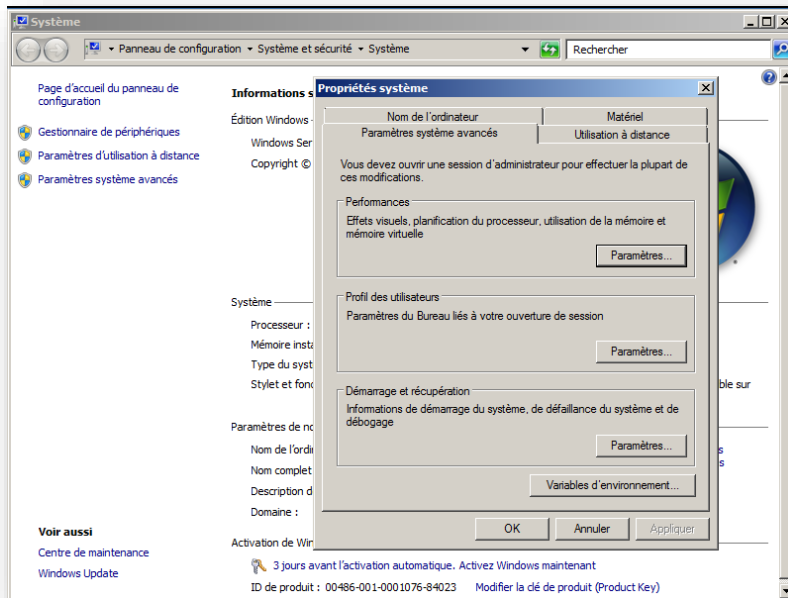 Système
Panneau de configuration
Système et sécurité
Système
Rechercher
Page d'accueil du panneau de
configuration
Gestionnaire de périphériques
Paramètres d'utilisation à distance
Paramètres système avancés
Voir aussi
Centre de maintenance
Windows Update
Informations s
Édition Windows
Windows Ser
Copyright ©
Système
Processeur :
Mémoire insta
Type du syst
Stylet et fonc
ble sur
Paramètres de no
Nom de l'ordi
Nom complet
Description d
Domaine :
s
s
Activation de Win
3 jours avant l'activation automatique. Activez Windows maintenant
ID de produit : 00486-001-0001076-84023 Modifier la clé de produit (Product Key)
Propriétés système
Nom de l'ordinateur
Matériel
Paramètres système avancés
Utilisation à distance
Vous devez ouvrir une session d'administrateur pour effectuer la plupart de
ces modifications.
Performances
Effets visuels, planification du processeur, utilisation de la mémoire et
mémoire virtuelle
Paramètres...
Profil des utilisateurs
Paramètres du Bureau liés à votre ouverture de session
Paramètres...
Démarrage et récupération
Informations de démarrage du système, de défaillance du système et de
débogage
Paramètres...
Variables d'environnement...
OK
Annuler
Appliquer